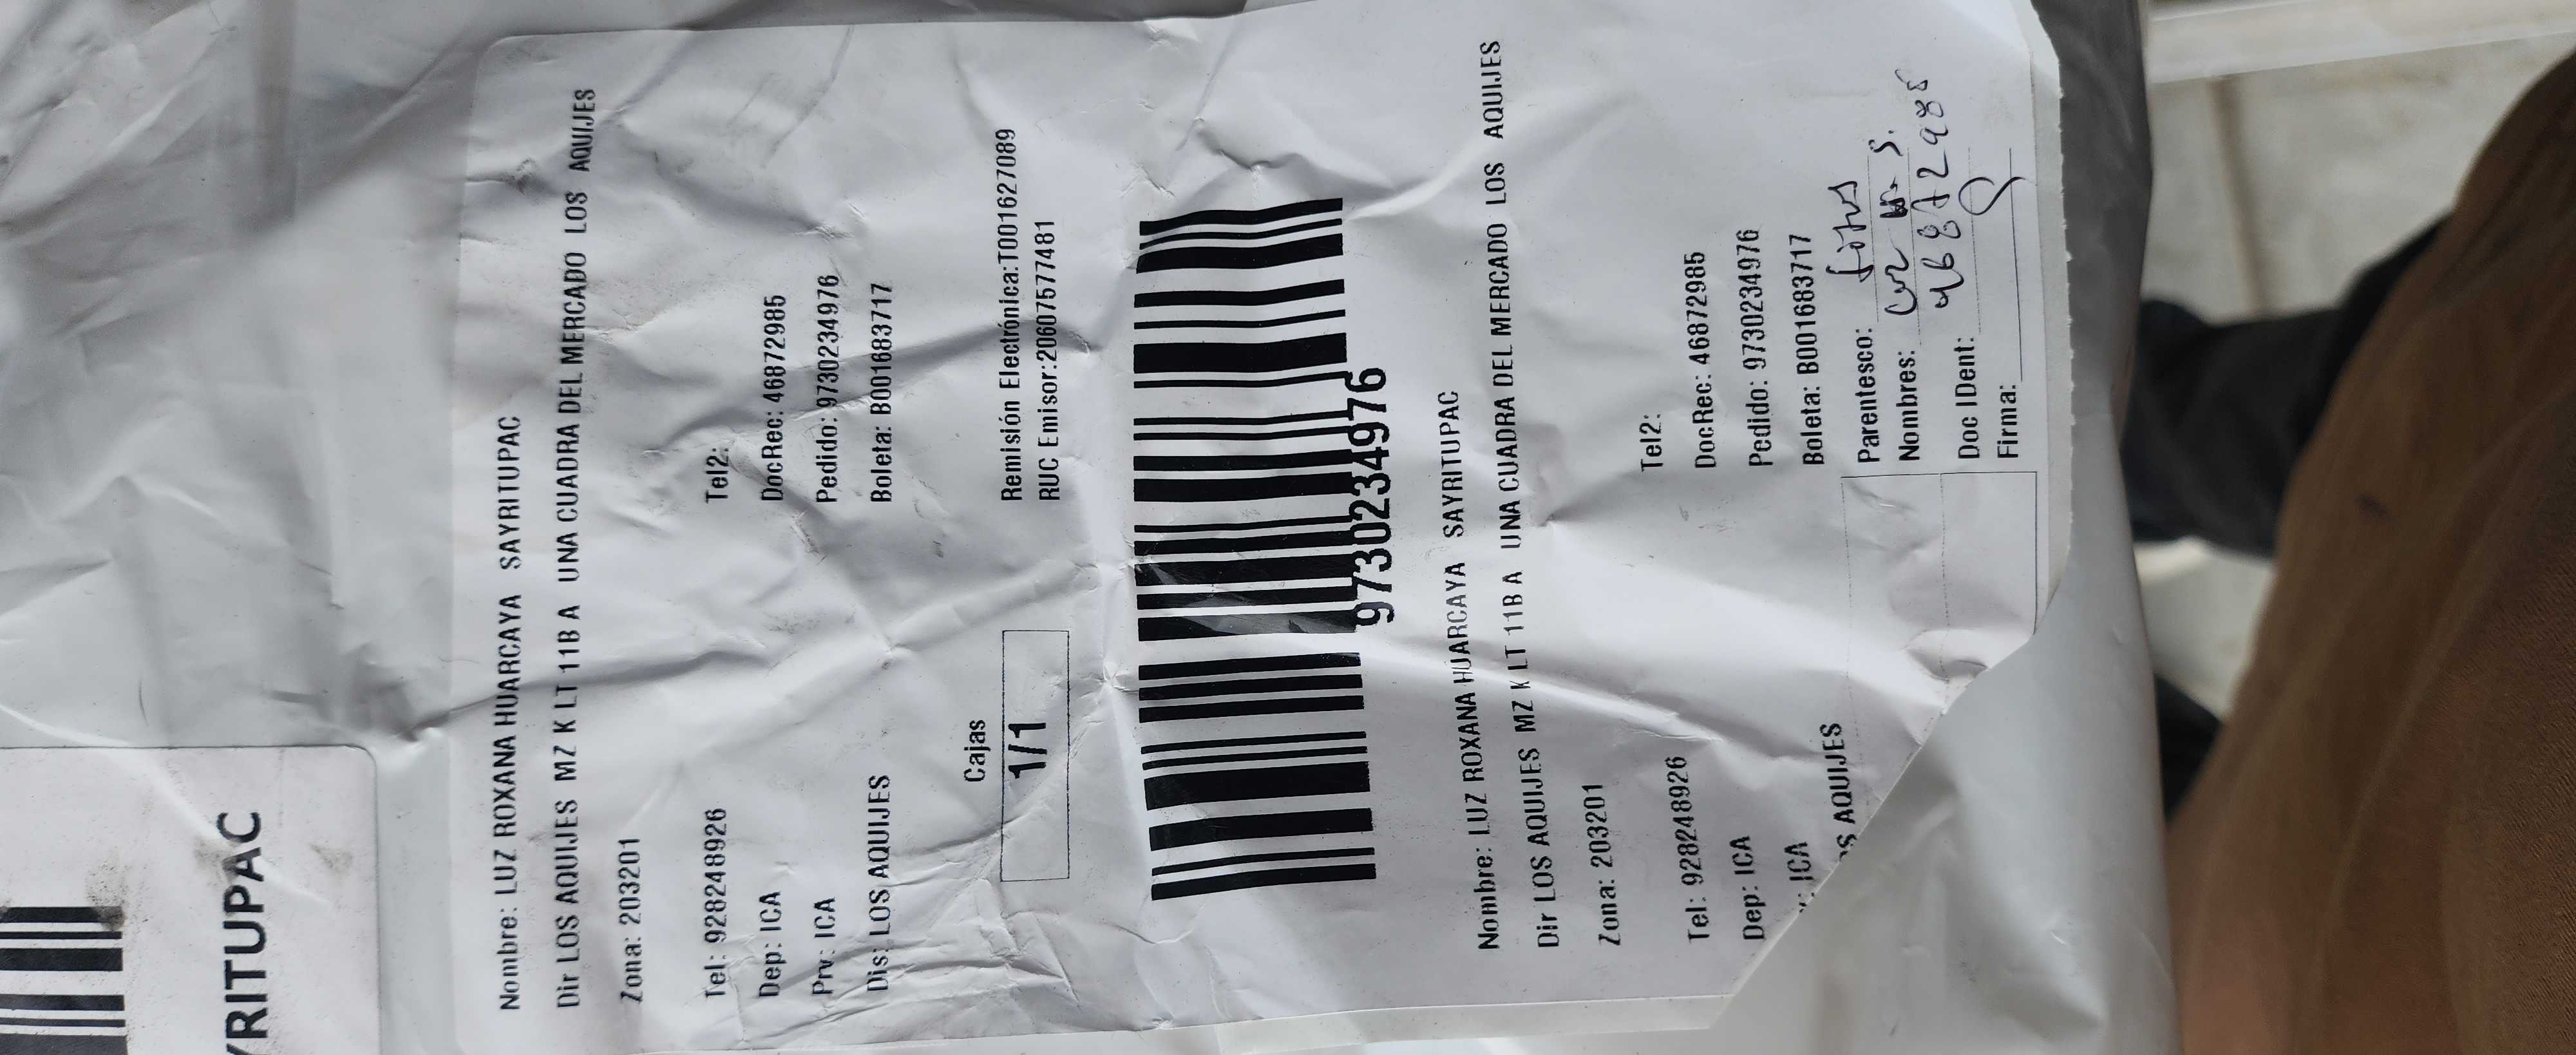 YRITUPAC
Nombre: LUZ ROXANA HUARCAYA SAYRITUPAC
Dir LOS AQUIJES MZ K LT 11B A UNA CUADRA DEL MERCADO LOS AQUIJES
Zona: 203201
Tel: 928248926 Tel2:
Dep: ICA DocRec: 46872985
Prv: ICA Pedido: 9730234976
Dis: LOS AQUIJES Boleta: B001683717
Cajas
1/1
Remisión Electrónica:T001627089
RUC Emisor:20607577481
9730234976
Nombre: LUZ ROXANA HUARCAYA SAYRITUPAC
Dir LOS AQUIJES MZ K LT 11B A UNA CUADRA DEL MERCADO LOS AQUIJES
Zona: 203201
Tel: 928248926 Tel2:
Dep: ICA DocRec: 46872985
: ICA Pedido: 9730234976
OS AQUIJES Boleta: B001683717
Parentesco:
Nombres:
Doc IDent:
Firma: